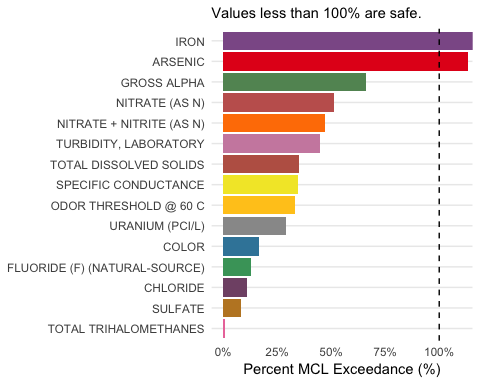 Values less than 100% are safe.
IRON
ARSENIC
GROSS ALPHA
NITRATE (AS N)
NITRATE + NITRITE (AS N)
TURBIDITY, LABORATORY
TOTAL DISSOLVED SOLIDS
SPECIFIC CONDUCTANCE
ODOR THRESHOLD @ 60 C
URANIUM (PCI/L)
COLOR
FLUORIDE (F) (NATURAL-SOURCE)
CHLORIDE
SULFATE
TOTAL TRIHALOMETHANES
0% 25% 50% 75% 100%
Percent MCL Exceedance (%)